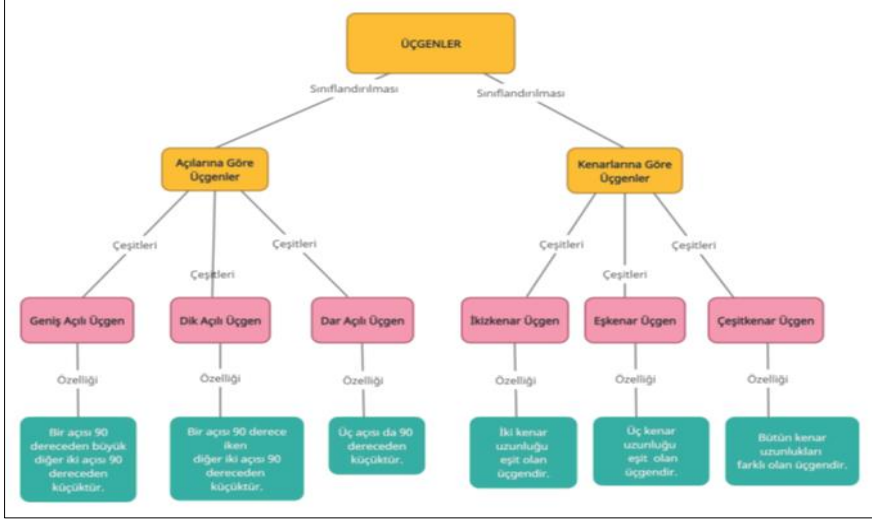 ÜÇGENLER
Sınıflandırılması
Sınıflandırılması
Açılarına Göre
Üçgenler
Kenarlarına Göre
Üçgenler
Çeşitleri
Çeşitleri
Çeşitleri
Çeşitleri
Çeşitleri
Çeşitleri
Geniş Açılı Üçgen
Dik Açılı Üçgen
Dar Açılı Üçgen
İkizkenar Üçgen
Eşkenar Üçgen
Çeşitkenar Üçgen
Özelliği
Özelliği
Özelliği
Özelliği
Özelliği
Özelliği
Bir açısı 90
dereceden büyük
diğer iki açısı 90
dereceden
küçüktür.
Bir açısı 90 derece
iken
diğer iki açısı 90
dereceden
küçüktür.
Üç açısı da 90
dereceden
küçüktür.
İki kenar
uzunluğu
eşit olan
üçgendir.
Üç kenar
uzunluğu
eşit olan
üçgendir.
Bütün kenar
uzunlukları
farklı olan üçgendir.